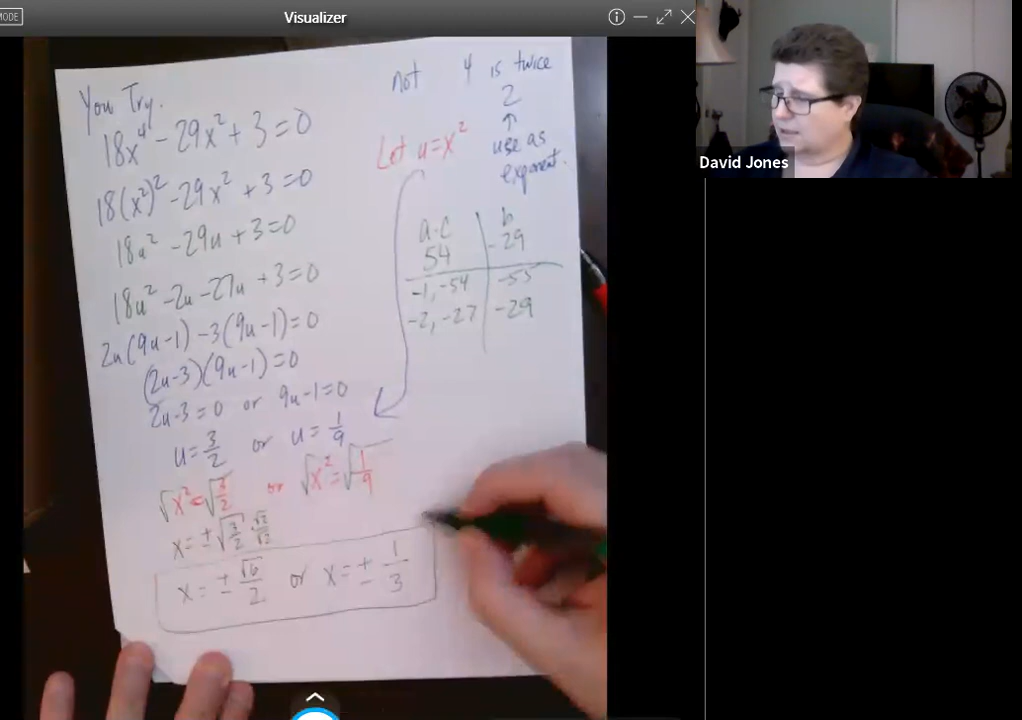 MODE
Visualizer
David Jones
You Try.
not 4 is twice
2
↑
use as
exponent.
18x⁴ - 29x² + 3 = 0
Let u = x²
18(x²)² - 29x² + 3 = 0
18u² - 29u + 3 = 0
18u² - 2u - 27u + 3 = 0
2u(9u-1) - 3(9u-1) = 0
(2u-3)(9u-1) = 0
2u-3 = 0 or 9u-1 = 0
u = 3/2 or u = 1/9
√x² = √3/2 or √x² = √1/9
x = ± √3/2 √2/√2
x = ± √6/2 or x = ± 1/3
a·c b
54 -29
-1, -54 -55
-2, -27 -29